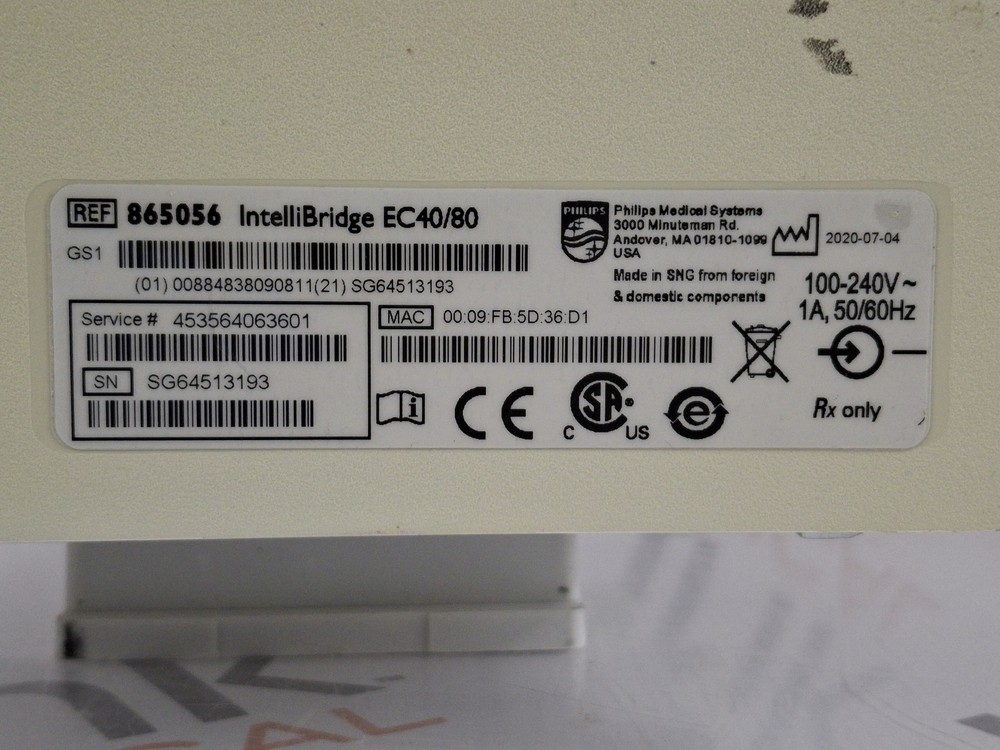 REF 865056 IntelliBridge EC40/80
GS1
(01) 00884838090811(21) SG64513193
Service # 453564063601
SN SG64513193
MAC 00:09:FB:5D:36:D1
PHILIPS
Philips Medical Systems
3000 Minuteman Rd.
Andover, MA 01810-1099
USA
Made in SNG from foreign
& domestic components
2020-07-04
100-240V ~
1A, 50/60Hz
i
CE
C SA US
e
Rx only